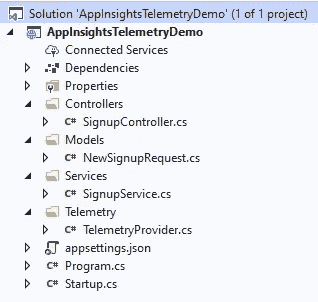 Solution 'AppInsightsTelemetryDemo' (1 of 1 project)
AppInsightsTelemetryDemo
Connected Services
Dependencies
Properties
Controllers
C# SignupController.cs
Models
C# NewSignupRequest.cs
Services
C# SignupService.cs
Telemetry
C# TelemetryProvider.cs
appsettings.json
C# Program.cs
C# Startup.cs